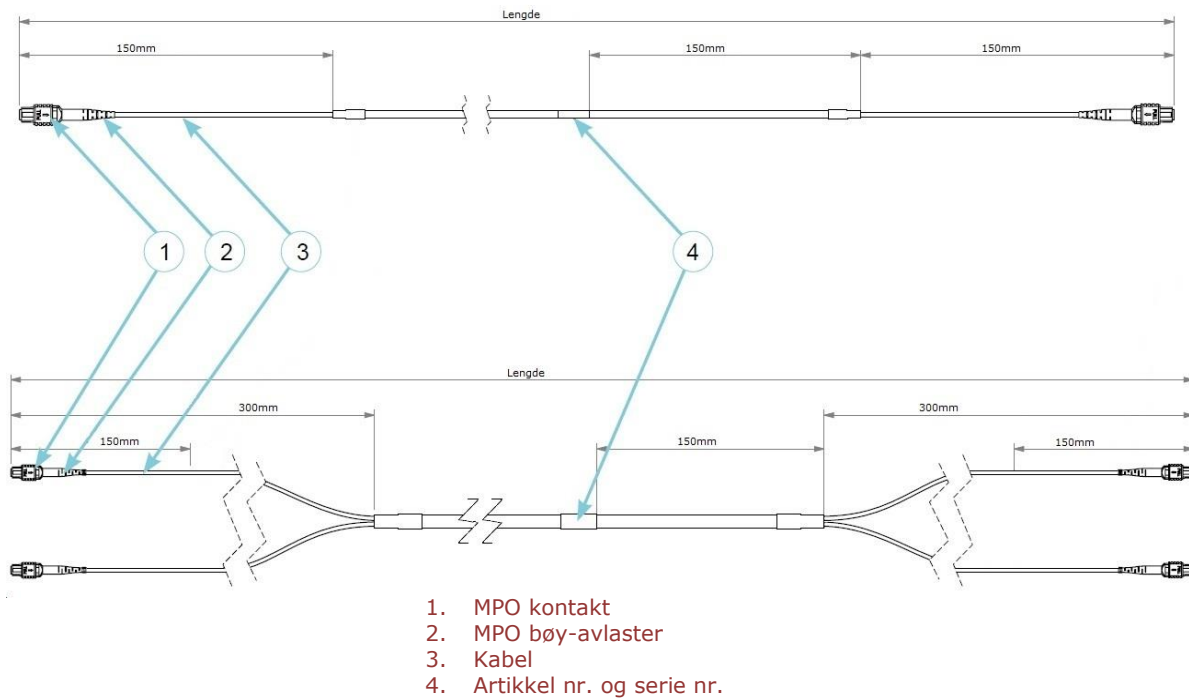 Lengde
150mm 150mm 150mm
1 2 3 4
Lengde
300mm 300mm
150mm 150mm 150mm
1. MPO kontakt
2. MPO bøy-avlaster
3. Kabel
4. Artikkel nr. og serie nr.